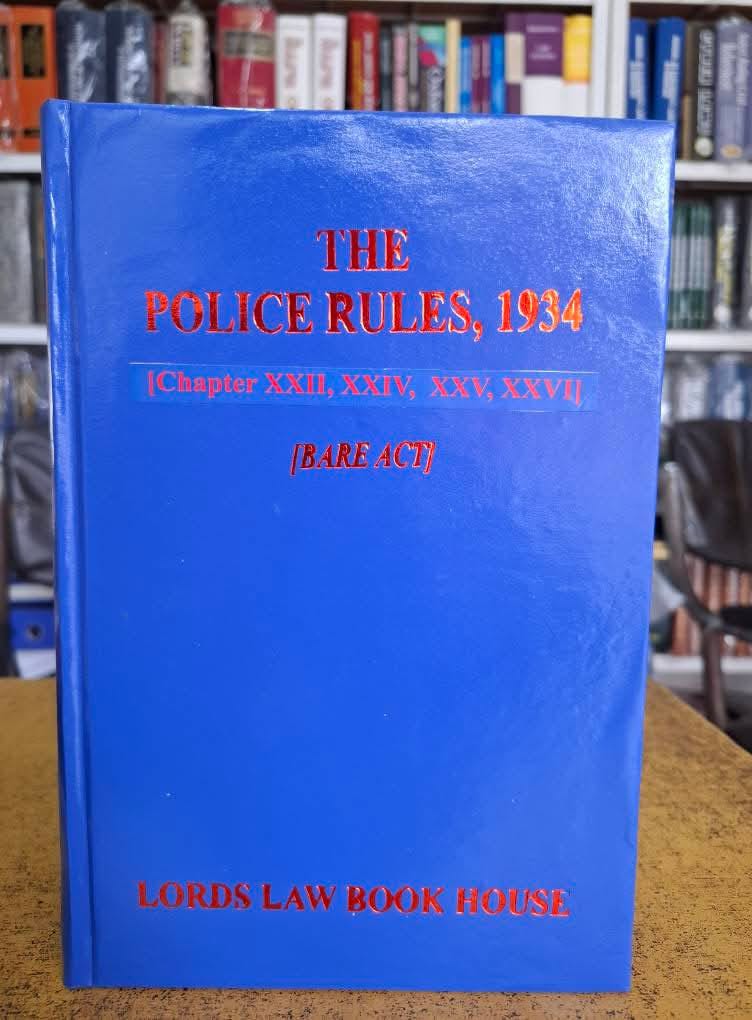 THE
POLICE RULES, 1934
[Chapter XXII, XXIV, XXV, XXVI]
[BARE ACT]
LORDS LAW BOOK HOUSE